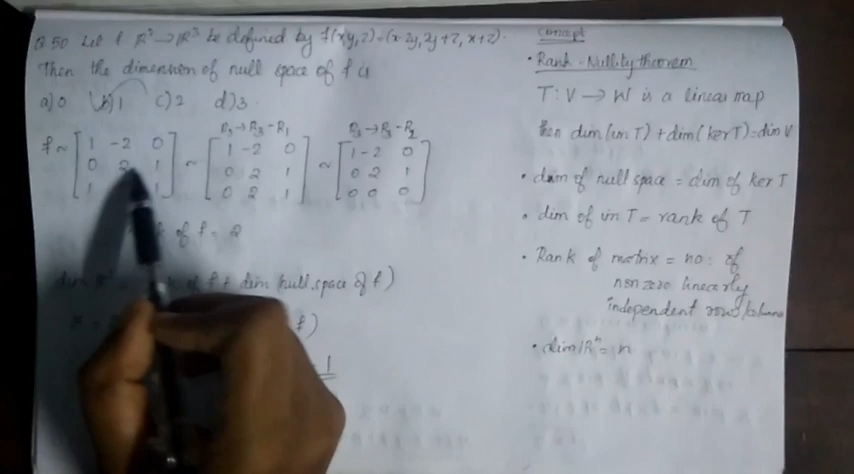 Q 50 Let f R³→R³ be defined by f(x,y,z)=(x-2y, 2y+z, x+z).
Then the dimension of null space of f is
a) 0 b) 1 c) 2 d) 3
R₃→R₃-R₁ R₃→R₃-R₂
f ~ [ 1 -2 0 ] ~ [ 1 -2 0 ] ~ [ 1 -2 0 ]
0 2 1 0 2 1 0 2 1
1 1 0 2 1 0 0 0
of f = 2
dim of f + dim null space of f)
3 = f)
1
Concept
• Rank-Nullity theorem
T: V → W is a linear map
then dim(im T) + dim(ker T) = dim V
• dim of null space = dim of ker T
• dim of im T = rank of T
• Rank of matrix = no: of
non zero linearly
independent rows/columns
• dim Rⁿ = n